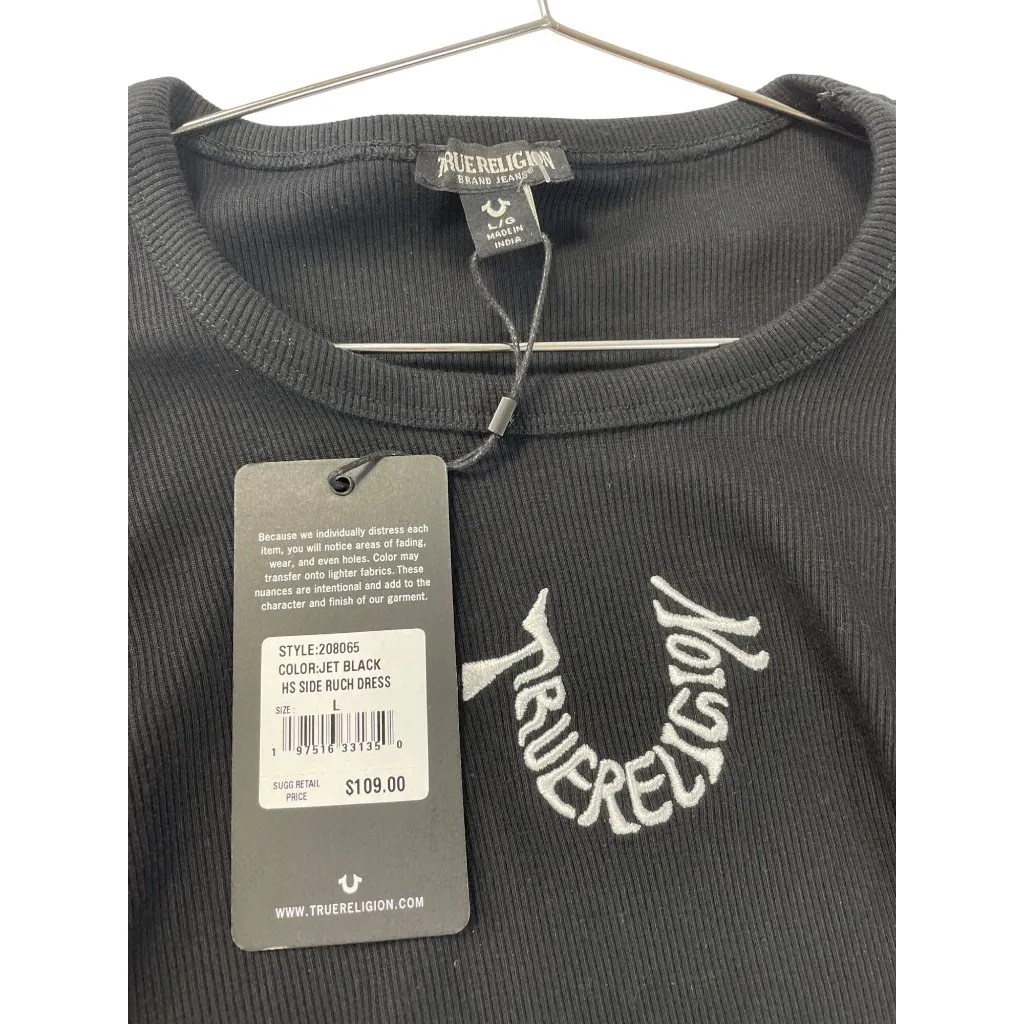 TRUERELIGION
BRAND JEANS®
L/G
MADE IN
INDIA
Because we individually distress each
item, you will notice areas of fading,
wear, and even holes. Color may
transfer onto lighter fabrics. These
nuances are intentional and add to the
character and finish of our garment.
STYLE:208065
COLOR:JET BLACK
HS SIDE RUCH DRESS
SIZE: L
1 97516 33135 0
SUGG RETAIL
PRICE
$109.00
WWW.TRUERELIGION.COM
TRUERELIGION